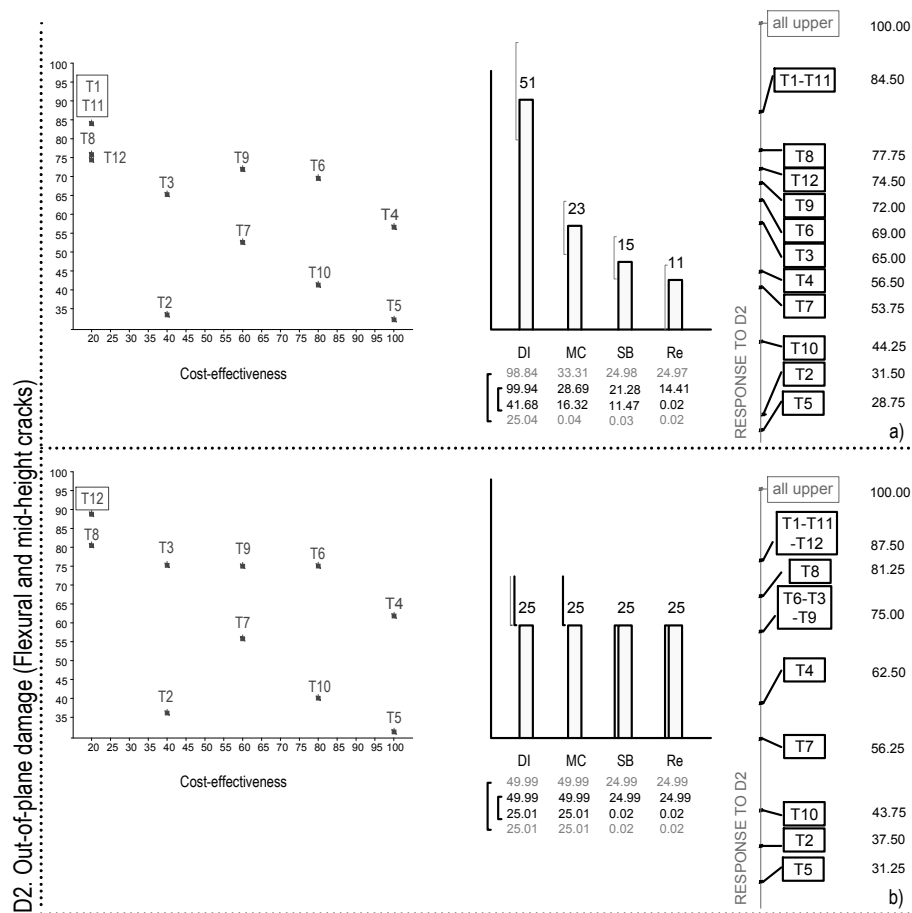 D2. Out-of-plane damage (Flexural and mid-height cracks)
100
95
90
85
80
75
70
65
60
55
50
45
40
35
T1
T11
T8
T12
T3
T9
T6
T4
T7
T10
T2
T5
20 25 30 35 40 45 50 55 60 65 70 75 80 85 90 95 100
Cost-effectiveness
51
23
15
11
DI MC SB Re
98.84 33.31 24.98 24.97
99.94 28.69 21.28 14.41
41.68 16.32 11.47 0.02
25.04 0.04 0.03 0.02
RESPONSE TO D2
all upper 100.00
T1-T11 84.50
T8 77.75
T12 74.50
T9 72.00
T6 69.00
T3 65.00
T4 56.50
T7 53.75
T10 44.25
T2 31.50
T5 28.75
a)
100
95
90
85
80
75
70
65
60
55
50
45
40
35
T12
T8
T3
T9
T6
T4
T7
T10
T2
T5
20 25 30 35 40 45 50 55 60 65 70 75 80 85 90 95 100
Cost-effectiveness
25 25 25 25
DI MC SB Re
49.99 49.99 24.99 24.99
49.99 49.99 24.99 24.99
25.01 25.01 0.02 0.02
25.01 25.01 0.02 0.02
RESPONSE TO D2
all upper 100.00
T1-T11
-T12 87.50
T8 81.25
T6-T3
-T9 75.00
T4 62.50
T7 56.25
T10 43.75
T2 37.50
T5 31.25
b)